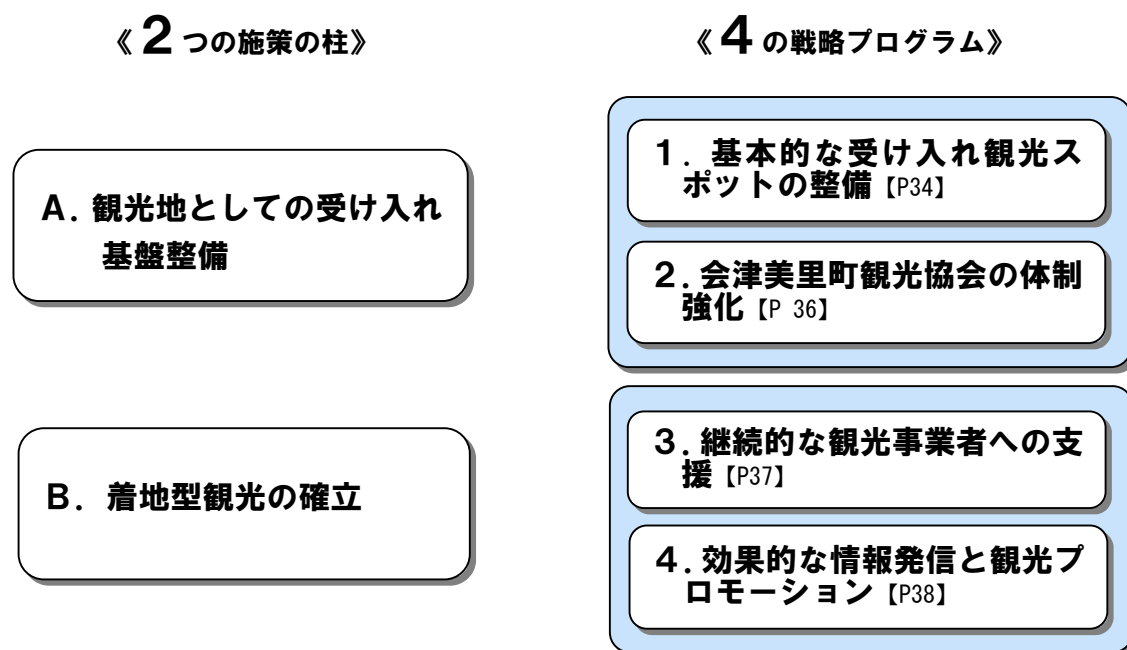 《2つの施策の柱》
《4の戦略プログラム》
A．観光地としての受け入れ
基盤整備
1．基本的な受け入れ観光ス
ポットの整備【P34】
2．会津美里町観光協会の体制
強化【P 36】
B．着地型観光の確立
3．継続的な観光事業者への支
援【P37】
4．効果的な情報発信と観光プ
ロモーション【P38】